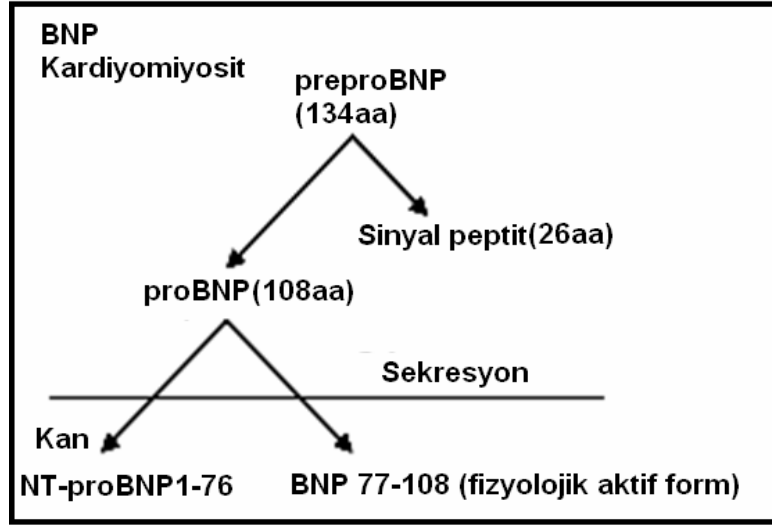 BNP
Kardiyomiyosit
preproBNP
(134aa)
Sinyal peptit(26aa)
proBNP(108aa)
Sekresyon
Kan
NT-proBNP1-76
BNP 77-108 (fizyolojik aktif form)